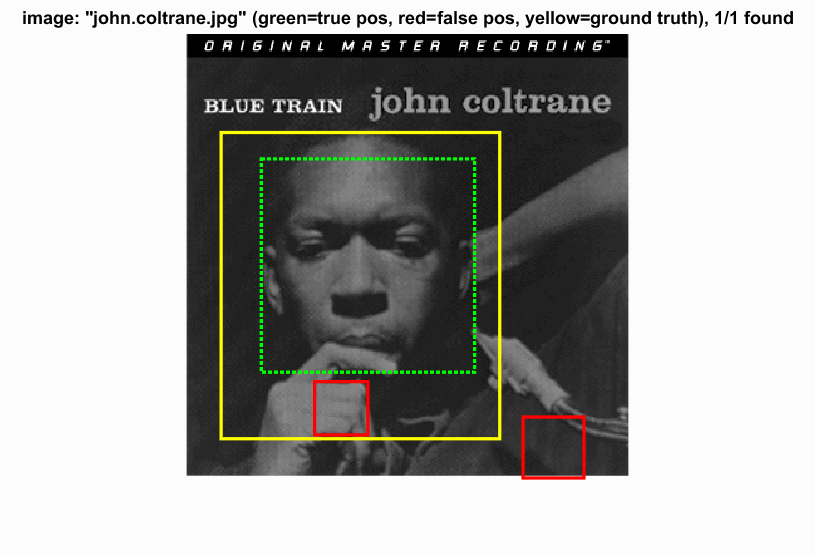 image: "john.coltrane.jpg" (green=true pos, red=false pos, yellow=ground truth), 1/1 found
ORIGINAL MASTER RECORDING™
BLUE TRAIN john coltrane